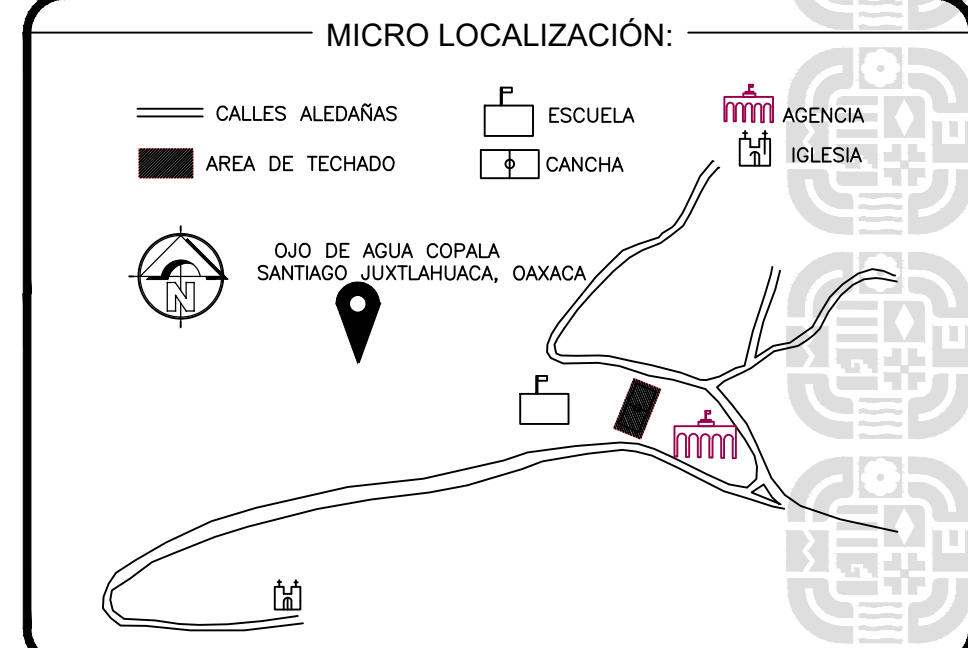 MICRO LOCALIZACIÓN:
CALLES ALEDAÑAS
ESCUELA
AGENCIA
AREA DE TECHADO
CANCHA
IGLESIA
OJO DE AGUA COPALA
SANTIAGO JUXTLAHUACA, OAXACA
N